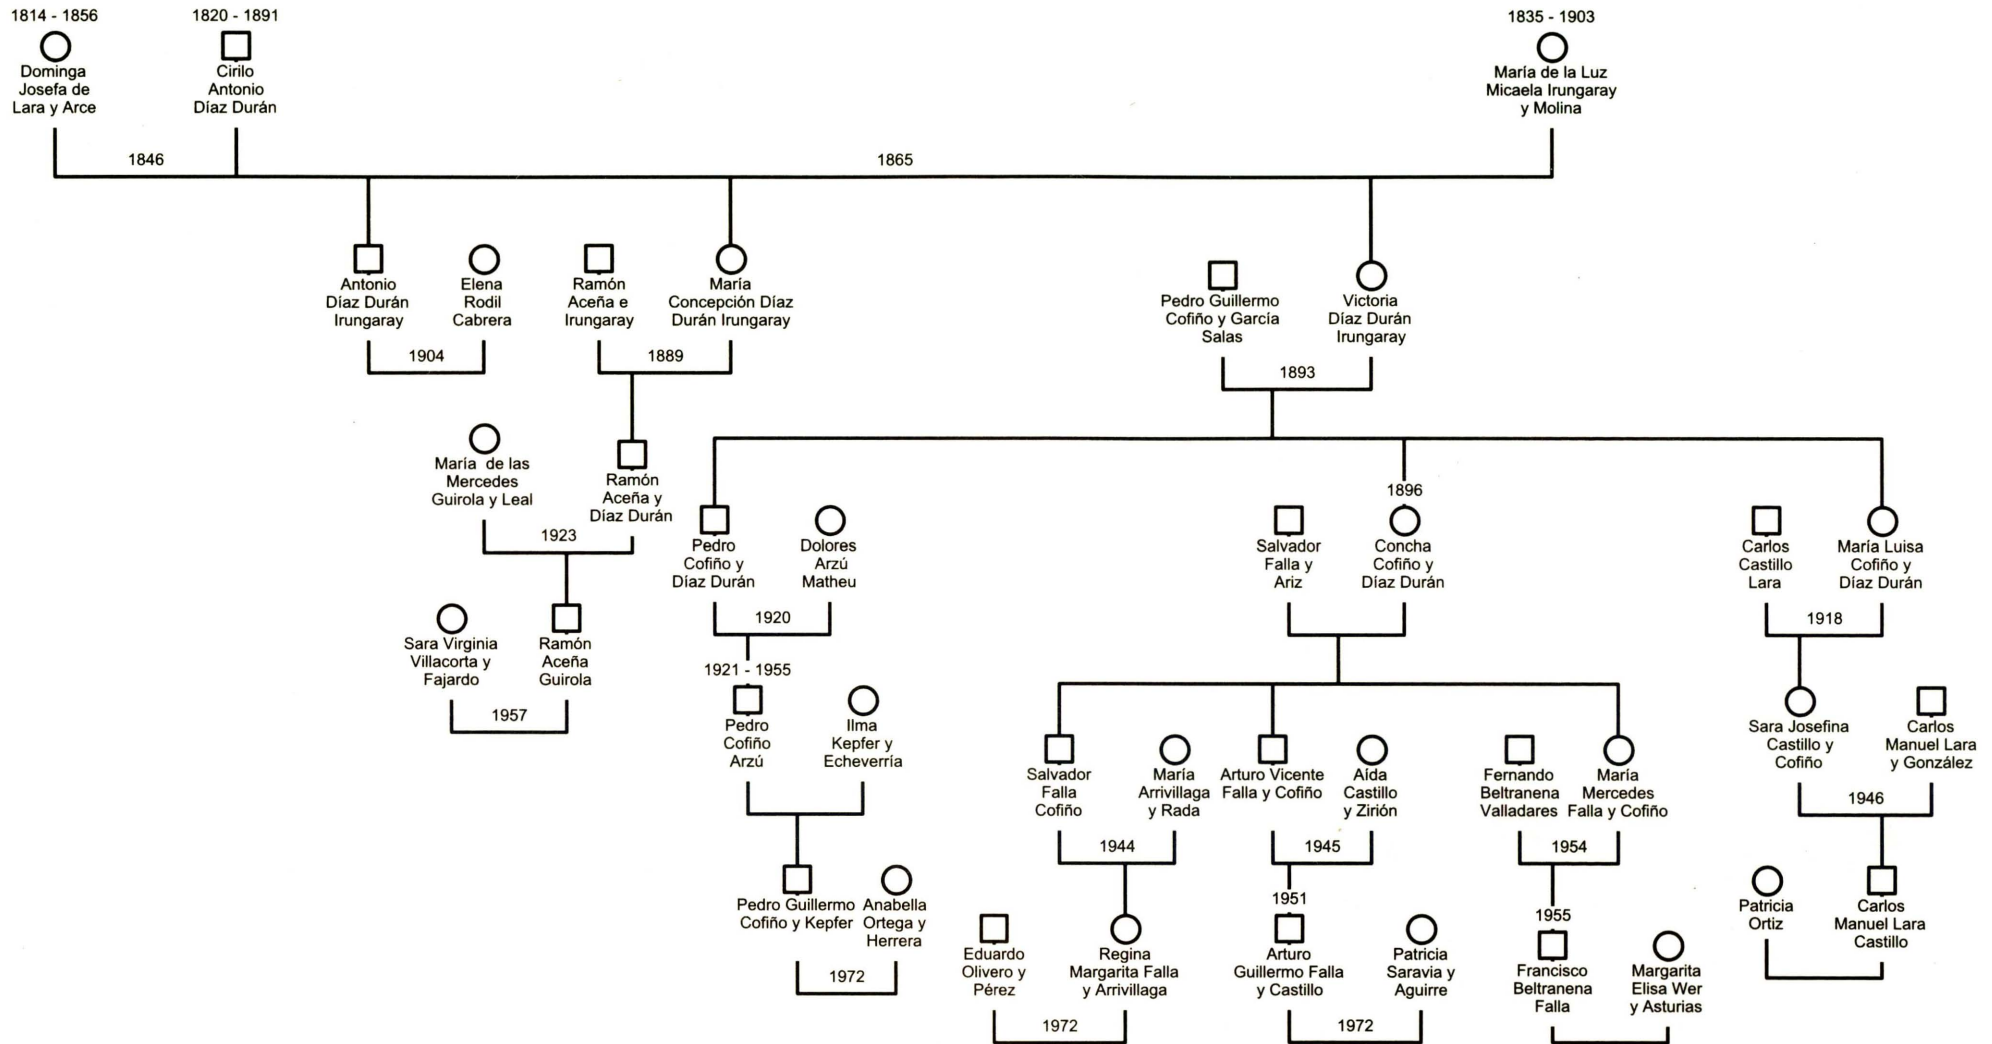 1814 - 1856
Dominga
Josefa de
Lara y Arce
1820 - 1891
Cirilo
Antonio
Díaz Durán
1835 - 1903
María de la Luz
Micaela Irungaray
y Molina
1846
1865
Antonio
Díaz Durán
Irungaray
Elena
Rodil
Cabrera
Ramón
Aceña e
Irungaray
María
Concepción Díaz
Durán Irungaray
Pedro Guillermo
Cofiño y García
Salas
Victoria
Díaz Durán
Irungaray
1904
1889
1893
María de las
Mercedes
Guirola y Leal
Ramón
Aceña y
Díaz Durán
1923
1896
Pedro
Cofiño y
Díaz Durán
Dolores
Arzú
Matheu
Salvador
Falla y
Ariz
Concha
Cofiño y
Díaz Durán
Carlos
Castillo
Lara
María Luisa
Cofiño y
Díaz Durán
Sara Virginia
Villacorta y
Fajardo
Ramón
Aceña
Guirola
1920
1918
1957
1921 - 1955
Pedro
Cofiño
Arzú
Ilma
Kepfer y
Echeverría
Sara Josefina
Castillo y
Cofiño
Carlos
Manuel Lara
y González
Salvador
Falla
Cofiño
María
Arrivillaga
y Rada
Arturo Vicente
Falla y Cofiño
Aída
Castillo
y Zirión
Fernando
Beltranena
Valladares
María
Mercedes
Falla y Cofiño
1946
1944
1945
1954
Pedro Guillermo
Cofiño y Kepfer
Anabella
Ortega y
Herrera
1951
1955
Patricia
Ortiz
Carlos
Manuel Lara
Castillo
Eduardo
Olivero y
Pérez
Regina
Margarita Falla
y Arrivillaga
Arturo
Guillermo Falla
y Castillo
Patricia
Saravia y
Aguirre
Francisco
Beltranena
Falla
Margarita
Elisa Wer
y Asturias
1972
1972
1972